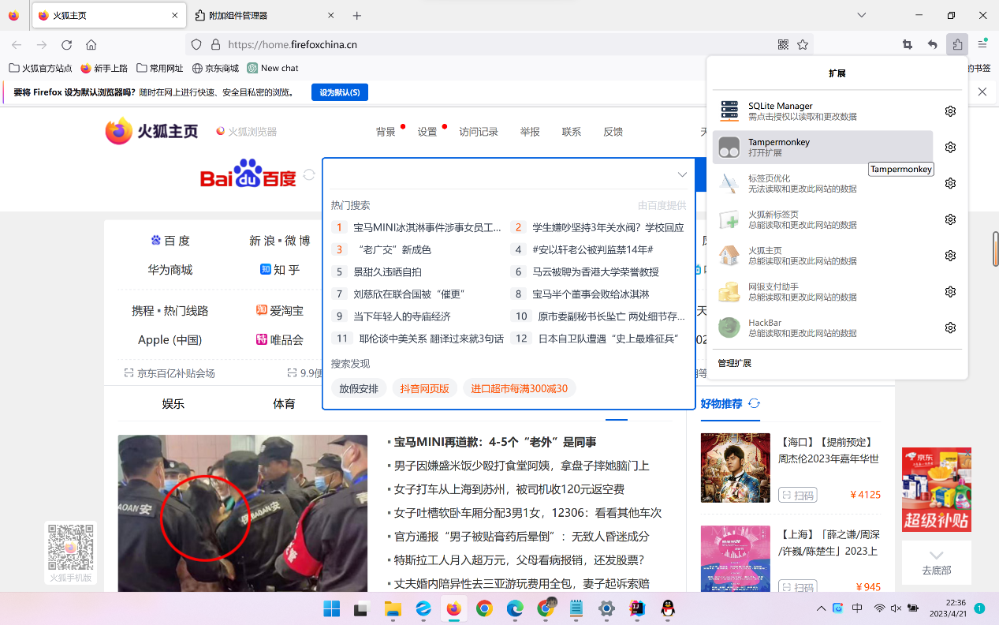 火狐主页
附加组件管理器
https://home.firefoxchina.cn
火狐官方站点
新手上路
常用网址
京东商城
New chat
的书签
要将 Firefox 设为默认浏览器吗？随时在网上进行快速、安全且私密的浏览。
设为默认(S)
火狐主页
火狐浏览器
背景
设置
访问记录
举报
联系
反馈
Bai du 百度
热门搜索
由百度提供
1 宝马MINI冰淇淋事件涉事女员工...
2 学生嫌吵坚持3年关水阀？学校回应
3 “老广交”新成色
4 #安以轩老公被判监禁14年#
5 景甜久违晒自拍
6 马云被聘为香港大学荣誉教授
7 刘慈欣在联合国被“催更”
8 宝马半个董事会败给冰淇淋
9 当下年轻人的寺庙经济
10 原市委副秘书长坠亡 两处细节存...
11 耶伦谈中美关系 翻译过来就3句话
12 日本自卫队遭遇“史上最难征兵”
搜索发现
放假安排
抖音网页版
进口超市每满300减30
扩展
SQLite Manager
需点击授权以读取和更改数据
Tampermonkey
打开扩展
Tampermonkey
标签页优化
无法读取和更改此网站的数据
火狐新标签页
总能读取和更改此网站的数据
火狐主页
总能读取和更改此网站的数据
网银支付助手
总能读取和更改此网站的数据
HackBar
总能读取和更改此网站的数据
管理扩展
百 度
新 浪 ▪ 微 博
华为商城
知 知 乎
携程 ▪ 热门线路
淘 爱淘宝
Apple (中国)
特 唯品会
京东百亿补贴会场
9.9便
娱乐
体育
BAOAN 安
BAOAN 安
▪ 宝马MINI再道歉：4-5个“老外”是同事
▪ 男子因嫌盛米饭少殴打食堂阿姨，拿盘子摔她脑门上
▪ 女子打车从上海到苏州，被司机收120元返空费
▪ 女子吐槽软卧车厢分配3男1女，12306：看看其他车次
▪ 官方通报“男子被贴膏药后晕倒”：无致人昏迷成分
▪ 特斯拉工人月入超万元，父母看病报销，还发股票？
▪ 丈夫婚内陪异性去三亚游玩费用全包，妻子起诉索赔
好物推荐
【海口】【提前预定】
周杰伦2023年嘉年华世
扫码
￥4125
【上海】「薛之谦/周深
/许巍/陈楚生」2023上
扫码
￥945
京东
超级补贴
去底部
火狐手机版
中
22:36
2023/4/21
1